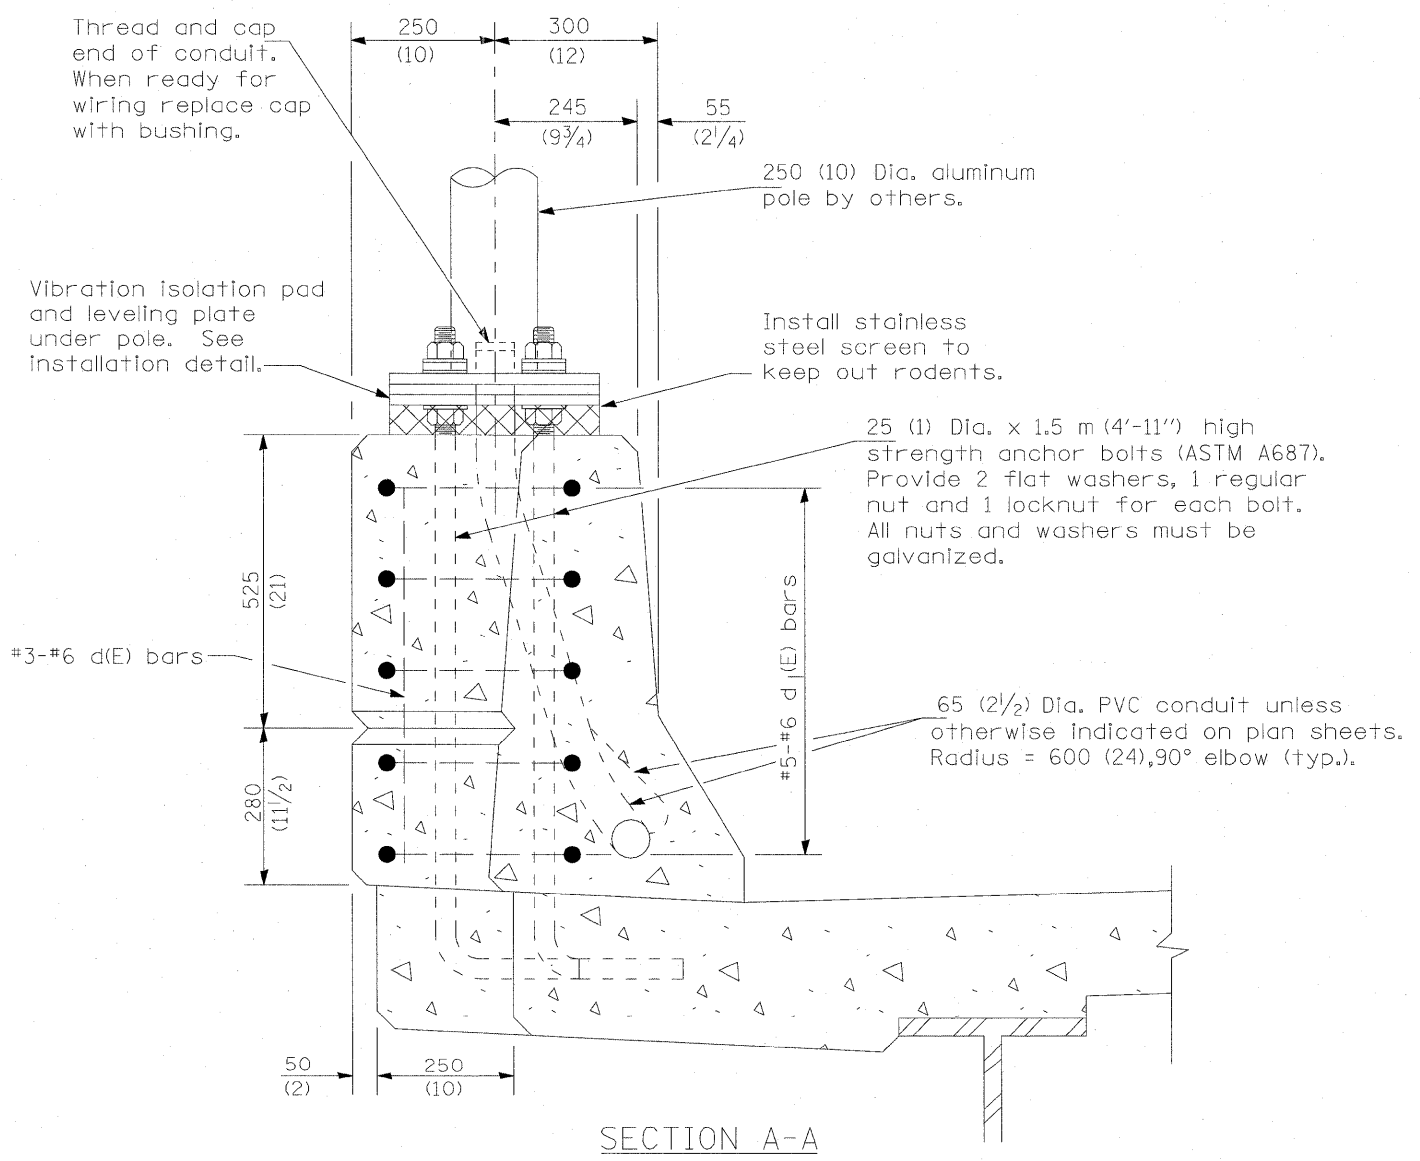 Thread and cap
end of conduit.
When ready for
wiring replace cap
with bushing.
250
(10)
300
(12)
245
(9¾)
55
(2¼)
250 (10) Dia. aluminum
pole by others.
Vibration isolation pad
and leveling plate
under pole. See
installation detail.
Install stainless
steel screen to
keep out rodents.
25 (1) Dia. x 1.5 m (4'-11") high
strength anchor bolts (ASTM A687).
Provide 2 flat washers, 1 regular
nut and 1 locknut for each bolt.
All nuts and washers must be
galvanized.
525
(21)
#3-#6 d(E) bars
#5-#6 d₁(E) bars
65 (2½) Dia. PVC conduit unless
otherwise indicated on plan sheets.
Radius = 600 (24),90° elbow (typ.).
280
(11½)
50
(2)
250
(10)
SECTION A-A